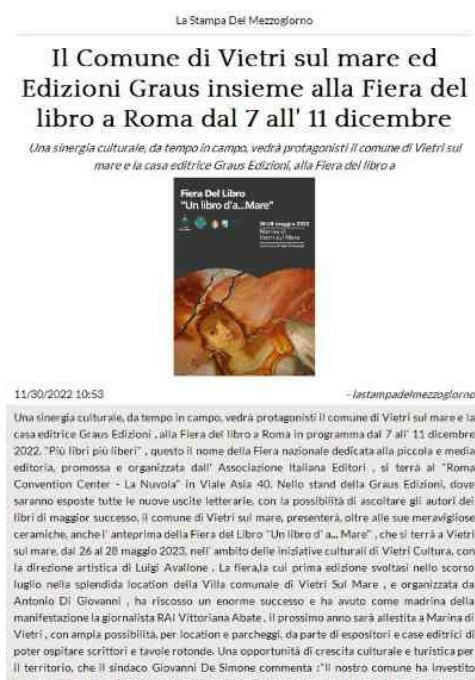 La Stampa Del Mezzogiorno
Il Comune di Vietri sul mare ed
Edizioni Graus insieme alla Fiera del
libro a Roma dal 7 all' 11 dicembre
Una sinergia culturale, da tempo in campo, vedrà protagonisti il comune di Vietri sul
mare e la casa editrice Graus Edizioni, alla Fiera del libro a
Fiera Del Libro
"Un libro d'a...Mare"
maggio 2023
Marina di
Vietri sul Mare
11/30/2022 10:53
- lastampadelmezzogiorno
Una sinergia culturale, da tempo in campo, vedrà protagonisti il comune di Vietri sul mare e la
casa editrice Graus Edizioni , alla Fiera del libro a Roma in programma dal 7 all' 11 dicembre
2022. "Più libri più liberi" , questo il nome della Fiera nazionale dedicata alla piccola e media
editoria, promossa e organizzata dall' Associazione Italiana Editori , si terrà al "Roma
Convention Center - La Nuvola" in Viale Asia 40. Nello stand della Graus Edizioni, dove
saranno esposte tutte le nuove uscite letterarie, con la possibilità di ascoltare gli autori dei
libri di maggior successo, il comune di Vietri sul mare, presenterà, oltre alle sue meravigliose
ceramiche, anche l' anteprima della Fiera del Libro "Un libro d' a... Mare" , che si terrà a Vietri
sul mare, dal 26 al 28 maggio 2023, nell' ambito delle iniziative culturali di Vietri Cultura, con
la direzione artistica di Luigi Avallone . La fiera,la cui prima edizione svoltasi nello scorso
luglio nella splendida location della Villa comunale di Vietri Sul Mare , e organizzata da
Antonio Di Giovanni , ha riscosso un enorme successo e ha avuto come madrina della
manifestazione la giornalista RAI Vittoriana Abate , il prossimo anno sarà allestita a Marina di
Vietri , con ampia possibilità, per location e parcheggi, da parte di espositori e case editrici di
poter ospitare scrittori e tavole rotonde. Una opportunità di crescita culturale e turistica per
il territorio, che il sindaco Giovanni De Simone commenta :"Il nostro comune ha investito